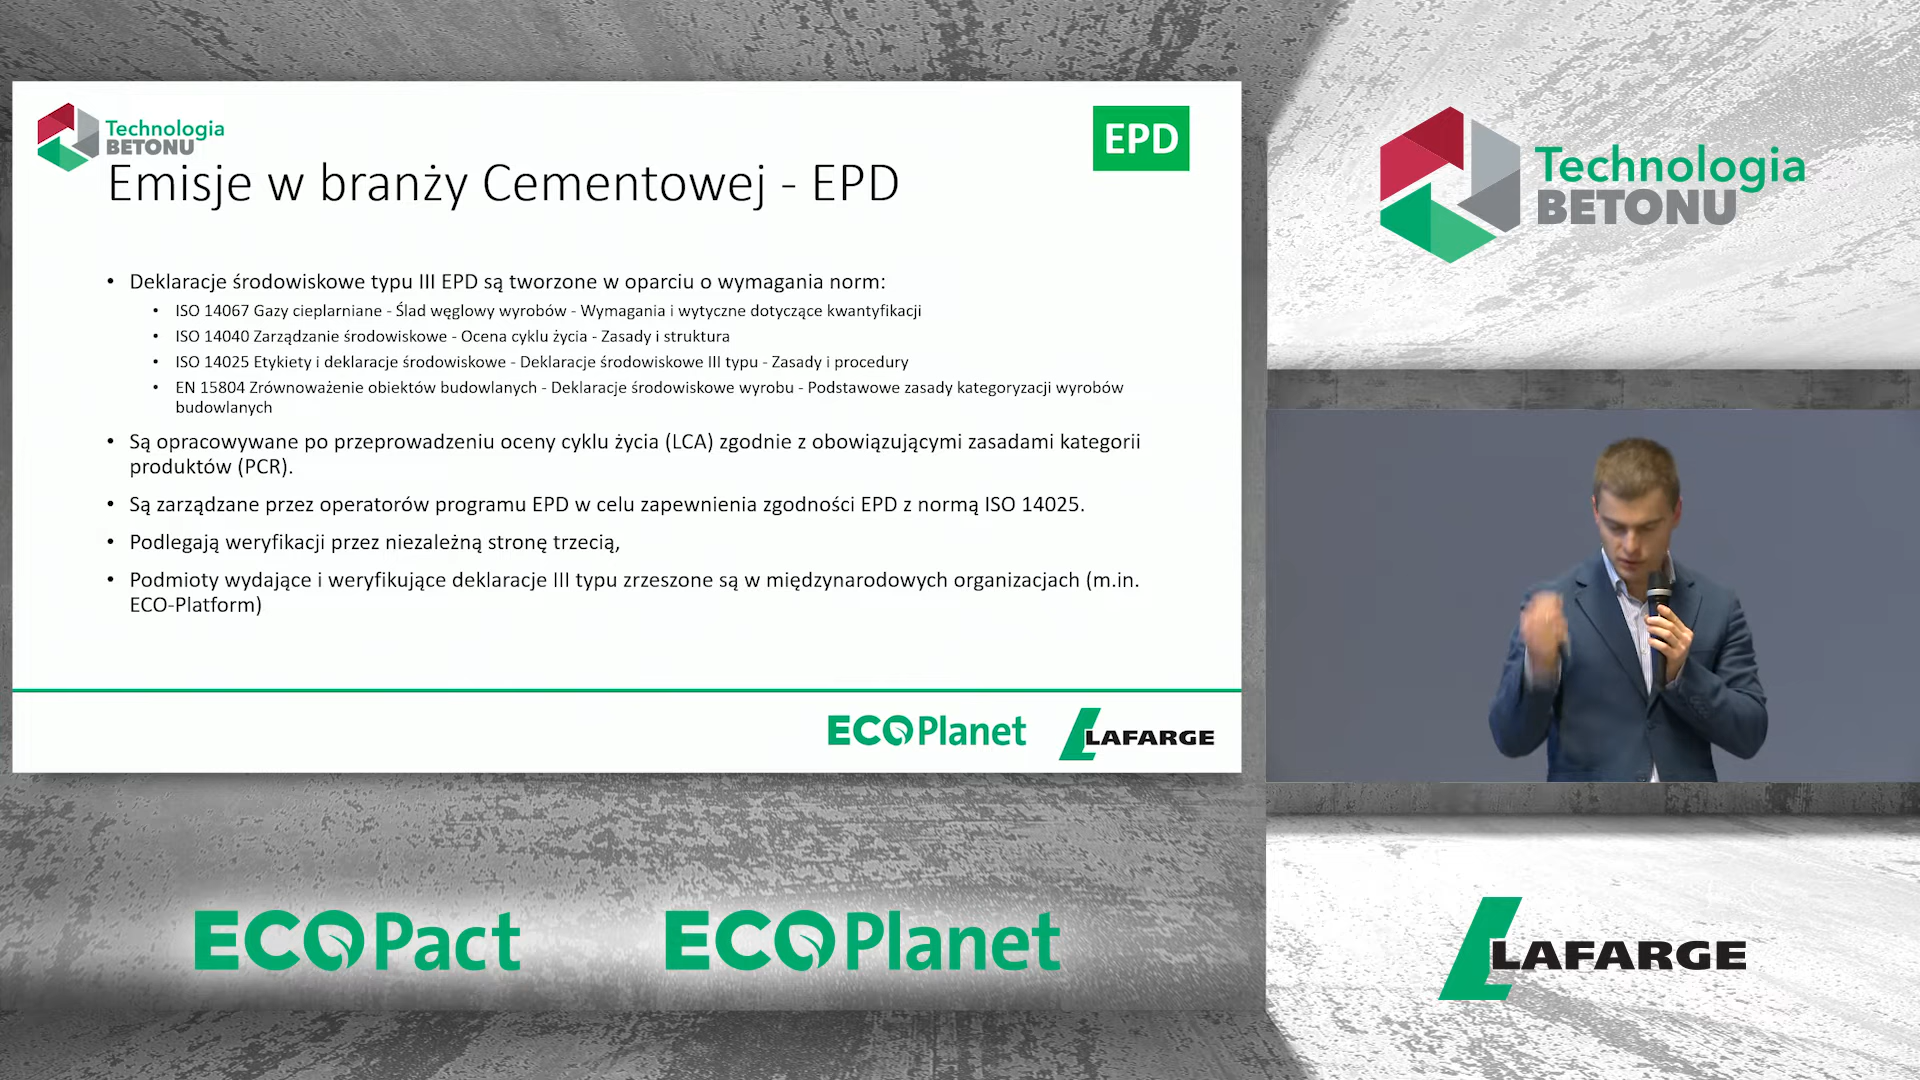 Technologia
BETONU
EPD
Emisje w branży Cementowej - EPD
• Deklaracje środowiskowe typu III EPD są tworzone w oparciu o wymagania norm:
• ISO 14067 Gazy cieplarniane - Ślad węglowy wyrobów - Wymagania i wytyczne dotyczące kwantyfikacji
• ISO 14040 Zarządzanie środowiskowe - Ocena cyklu życia - Zasady i struktura
• ISO 14025 Etykiety i deklaracje środowiskowe - Deklaracje środowiskowe III typu - Zasady i procedury
• EN 15804 Zrównoważenie obiektów budowlanych - Deklaracje środowiskowe wyrobu - Podstawowe zasady kategoryzacji wyrobów
budowlanych
• Są opracowywane po przeprowadzeniu oceny cyklu życia (LCA) zgodnie z obowiązującymi zasadami kategorii
produktów (PCR).
• Są zarządzane przez operatorów programu EPD w celu zapewnienia zgodności EPD z normą ISO 14025.
• Podlegają weryfikacji przez niezależną stronę trzecią,
• Podmioty wydające i weryfikujące deklaracje III typu zrzeszone są w międzynarodowych organizacjach (m.in.
ECO-Platform)
ECOPlanet
LAFARGE
Technologia
BETONU
ECOPact
ECOPlanet
LAFARGE